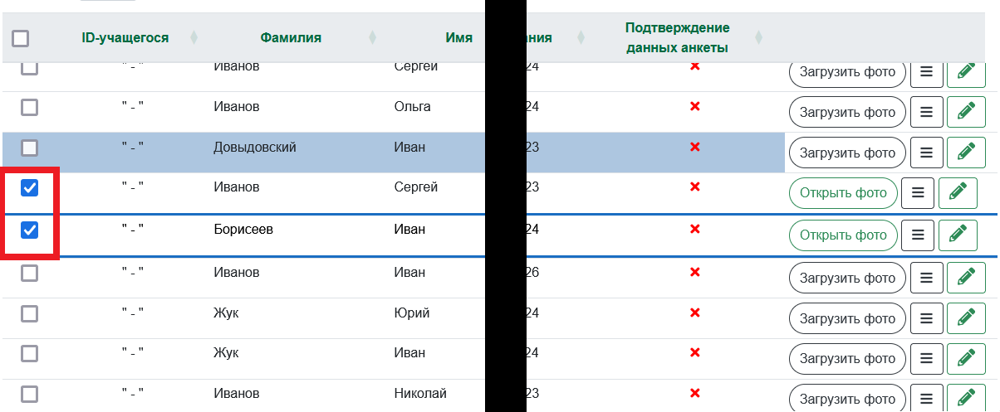 ID-учащегося Фамилия Имя ания Подтверждение данных анкеты
" - " Иванов Сергей 24 Загрузить фото
" - " Иванов Ольга 24 Загрузить фото
" - " Довыдовский Иван 23 Загрузить фото
" - " Иванов Сергей 23 Открыть фото
" - " Борисеев Иван 24 Открыть фото
" - " Иванов Иван 26 Загрузить фото
" - " Жук Юрий 24 Загрузить фото
" - " Жук Иван 24 Загрузить фото
" - " Иванов Николай 23 Загрузить фото